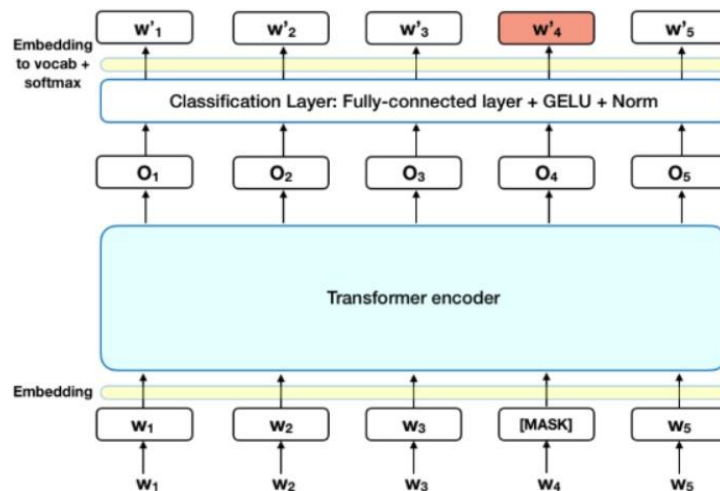 w'₁ w'₂ w'₃ w'₄ w'₅
Embedding
to vocab +
softmax
Classification Layer: Fully-connected layer + GELU + Norm
O₁ O₂ O₃ O₄ O₅
Transformer encoder
Embedding
w₁ w₂ w₃ [MASK] w₅
w₁ w₂ w₃ w₄ w₅